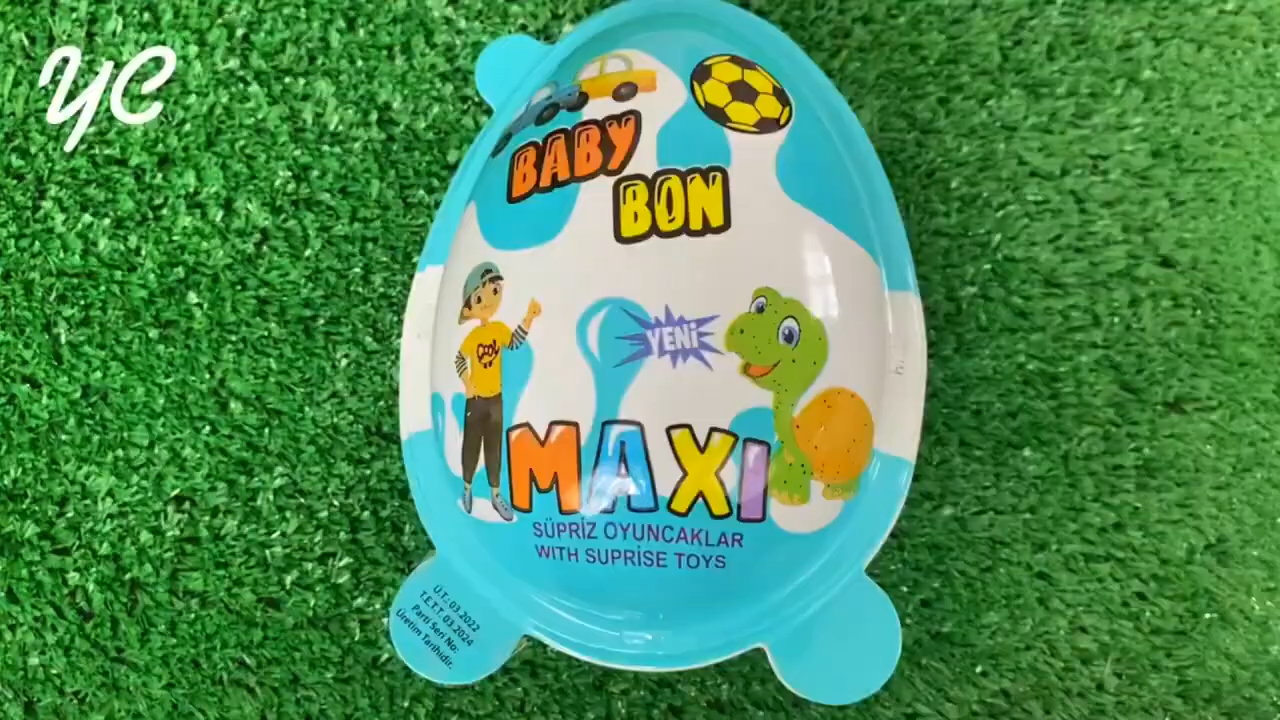 YC
BABY
BON
COOL
YENİ
MAXI
SÜPRİZ OYUNCAKLAR
WITH SUPRİSE TOYS
Ü.T.: 03.2022
T.E.T.T. 03.2024
Parti Seri No:
Üretim Tarihidir.